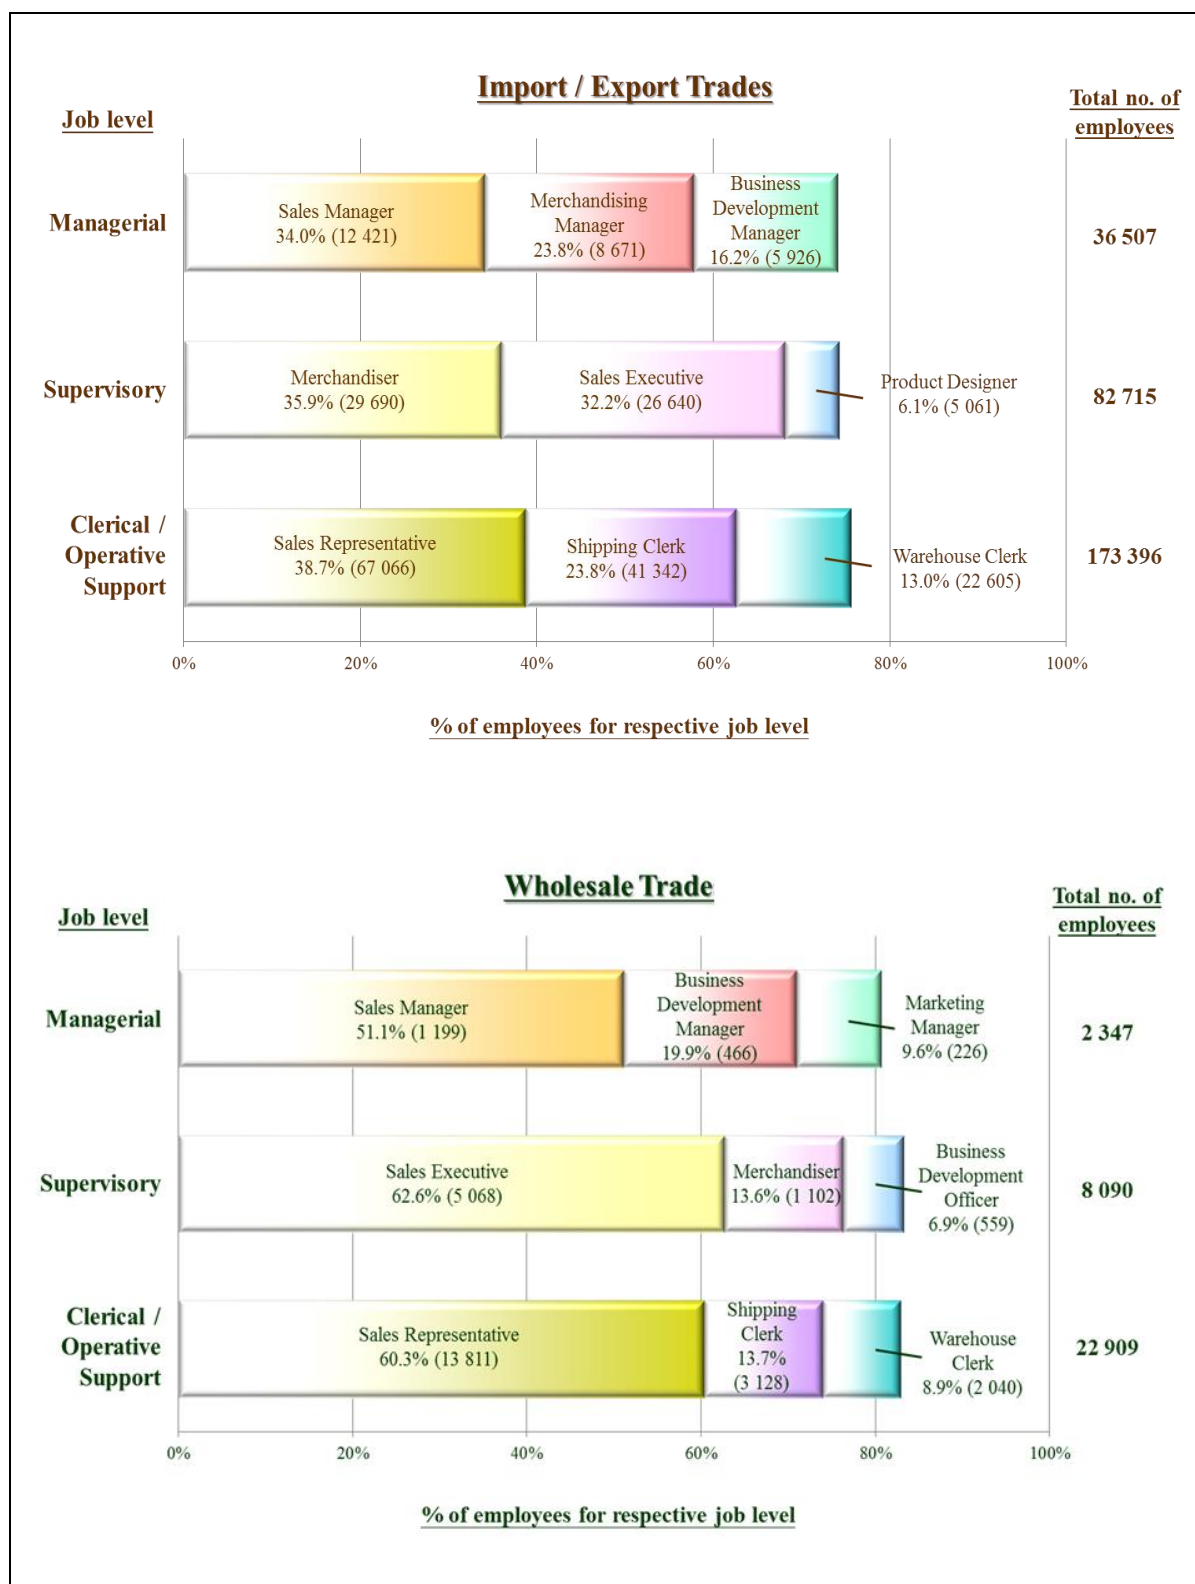 Import / Export Trades
Job level
Total no. of
employees
Managerial
Sales Manager
34.0% (12 421)
Merchandising
Manager
23.8% (8 671)
Business
Development
Manager
16.2% (5 926)
36 507
Supervisory
Merchandiser
35.9% (29 690)
Sales Executive
32.2% (26 640)
Product Designer
6.1% (5 061)
82 715
Clerical /
Operative
Support
Sales Representative
38.7% (67 066)
Shipping Clerk
23.8% (41 342)
Warehouse Clerk
13.0% (22 605)
173 396
0%
20%
40%
60%
80%
100%
% of employees for respective job level
Wholesale Trade
Job level
Total no. of
employees
Managerial
Sales Manager
51.1% (1 199)
Business
Development
Manager
19.9% (466)
Marketing
Manager
9.6% (226)
2 347
Supervisory
Sales Executive
62.6% (5 068)
Merchandiser
13.6% (1 102)
Business
Development
Officer
6.9% (559)
8 090
Clerical /
Operative
Support
Sales Representative
60.3% (13 811)
Shipping
Clerk
13.7%
(3 128)
Warehouse
Clerk
8.9% (2 040)
22 909
0%
20%
40%
60%
80%
100%
% of employees for respective job level